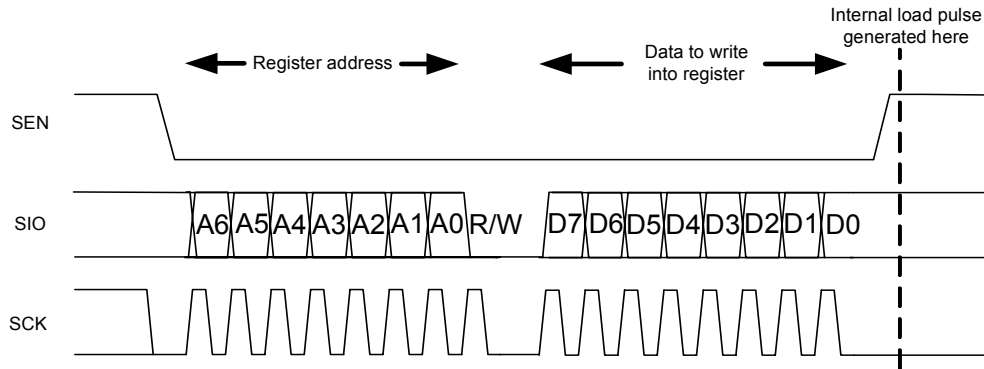 Internal load pulse
generated here
Register address
Data to write
into register
SEN
SIO
A6 A5 A4 A3 A2 A1 A0 R/W D7 D6 D5 D4 D3 D2 D1 D0
SCK